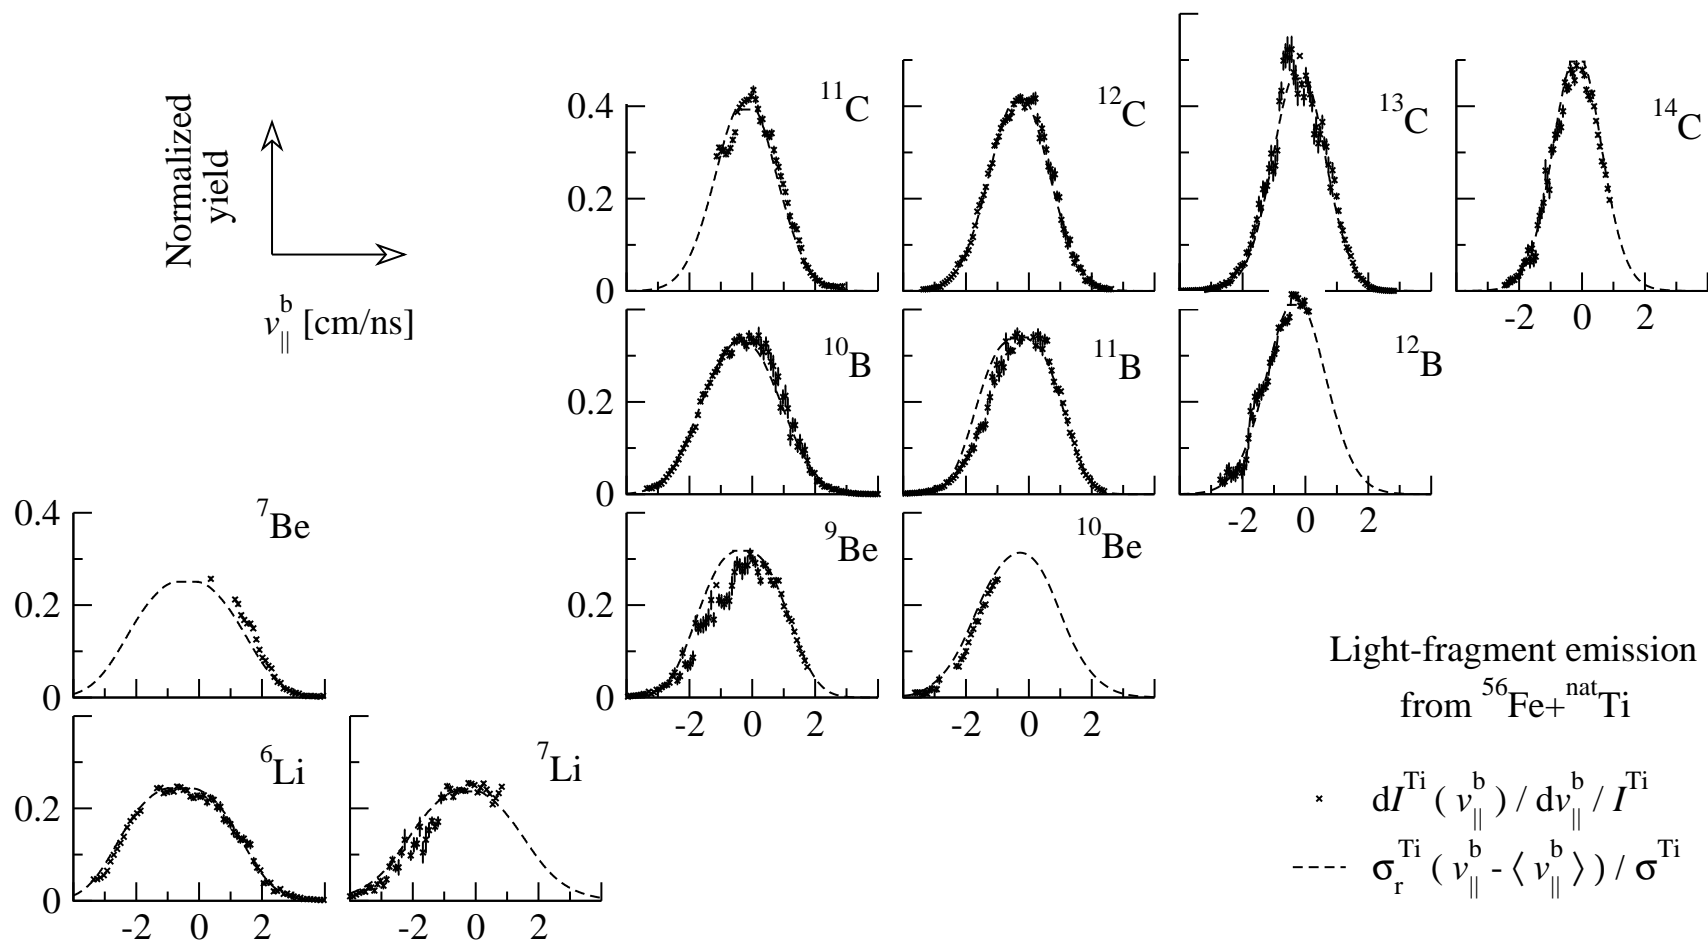 ¹¹C
¹²C
¹³C
¹⁴C
0.4
0.2
0
-2 0 2
Normalized
yield
v∥ᵇ [cm/ns]
¹⁰B
¹¹B
¹²B
0.2
0
-2 0 2
⁷Be
⁹Be
¹⁰Be
0.4
0.2
0
0.2
0
-2 0 2
-2 0 2
⁶Li
⁷Li
0.2
0
-2 0 2
-2 0 2
Light-fragment emission
from ⁵⁶Fe+ⁿᵃᵗTi
dIᵀⁱ ( v∥ᵇ ) / dv∥ᵇ / Iᵀⁱ
σᵣᵀⁱ ( v∥ᵇ - ⟨ v∥ᵇ ⟩ ) / σᵀⁱ